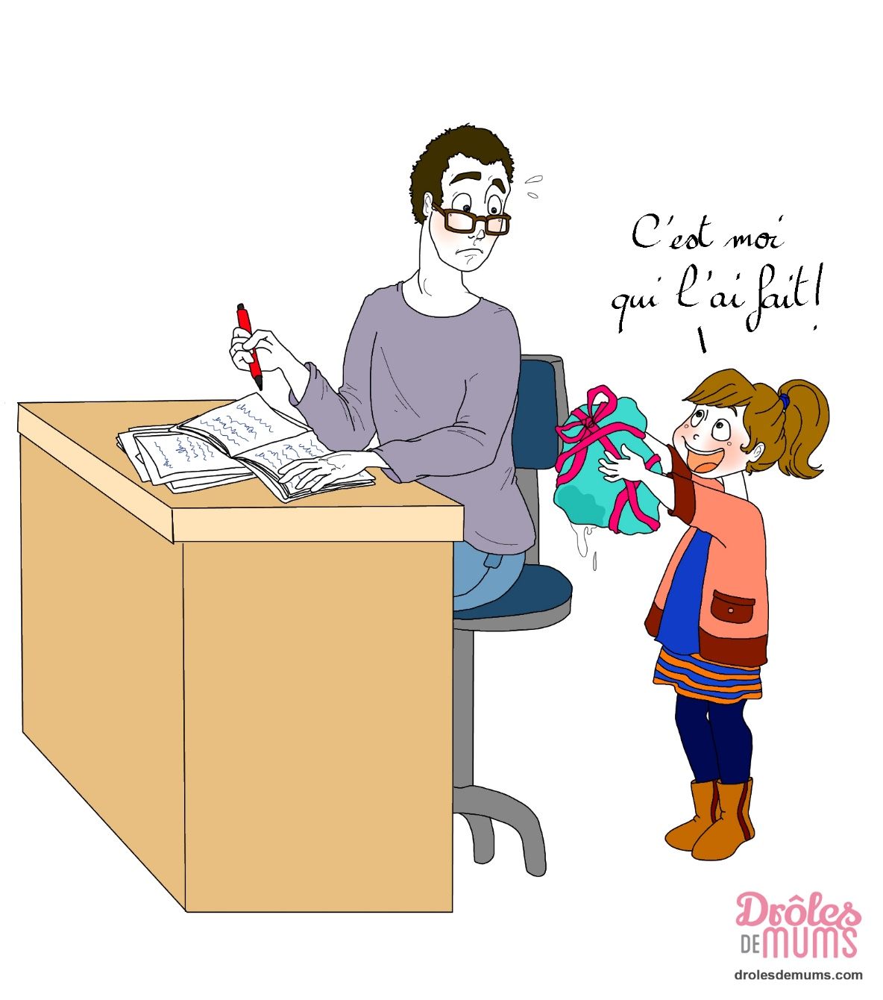 C'est moi
qui l'ai fait!
Drôles
DE MUMS
drolesdemums.com